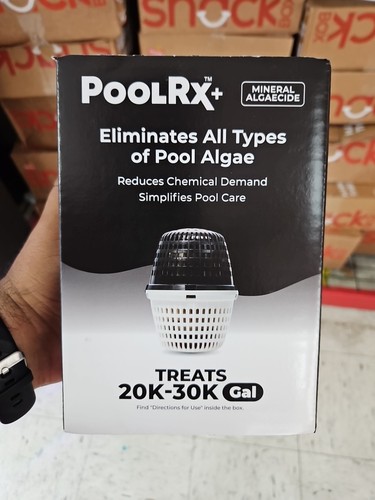 PoolRx™+
MINERAL
ALGAECIDE
Eliminates All Types
of Pool Algae
Reduces Chemical Demand
Simplifies Pool Care
TREATS
20K-30K Gal
Find "Directions for Use" inside the box.